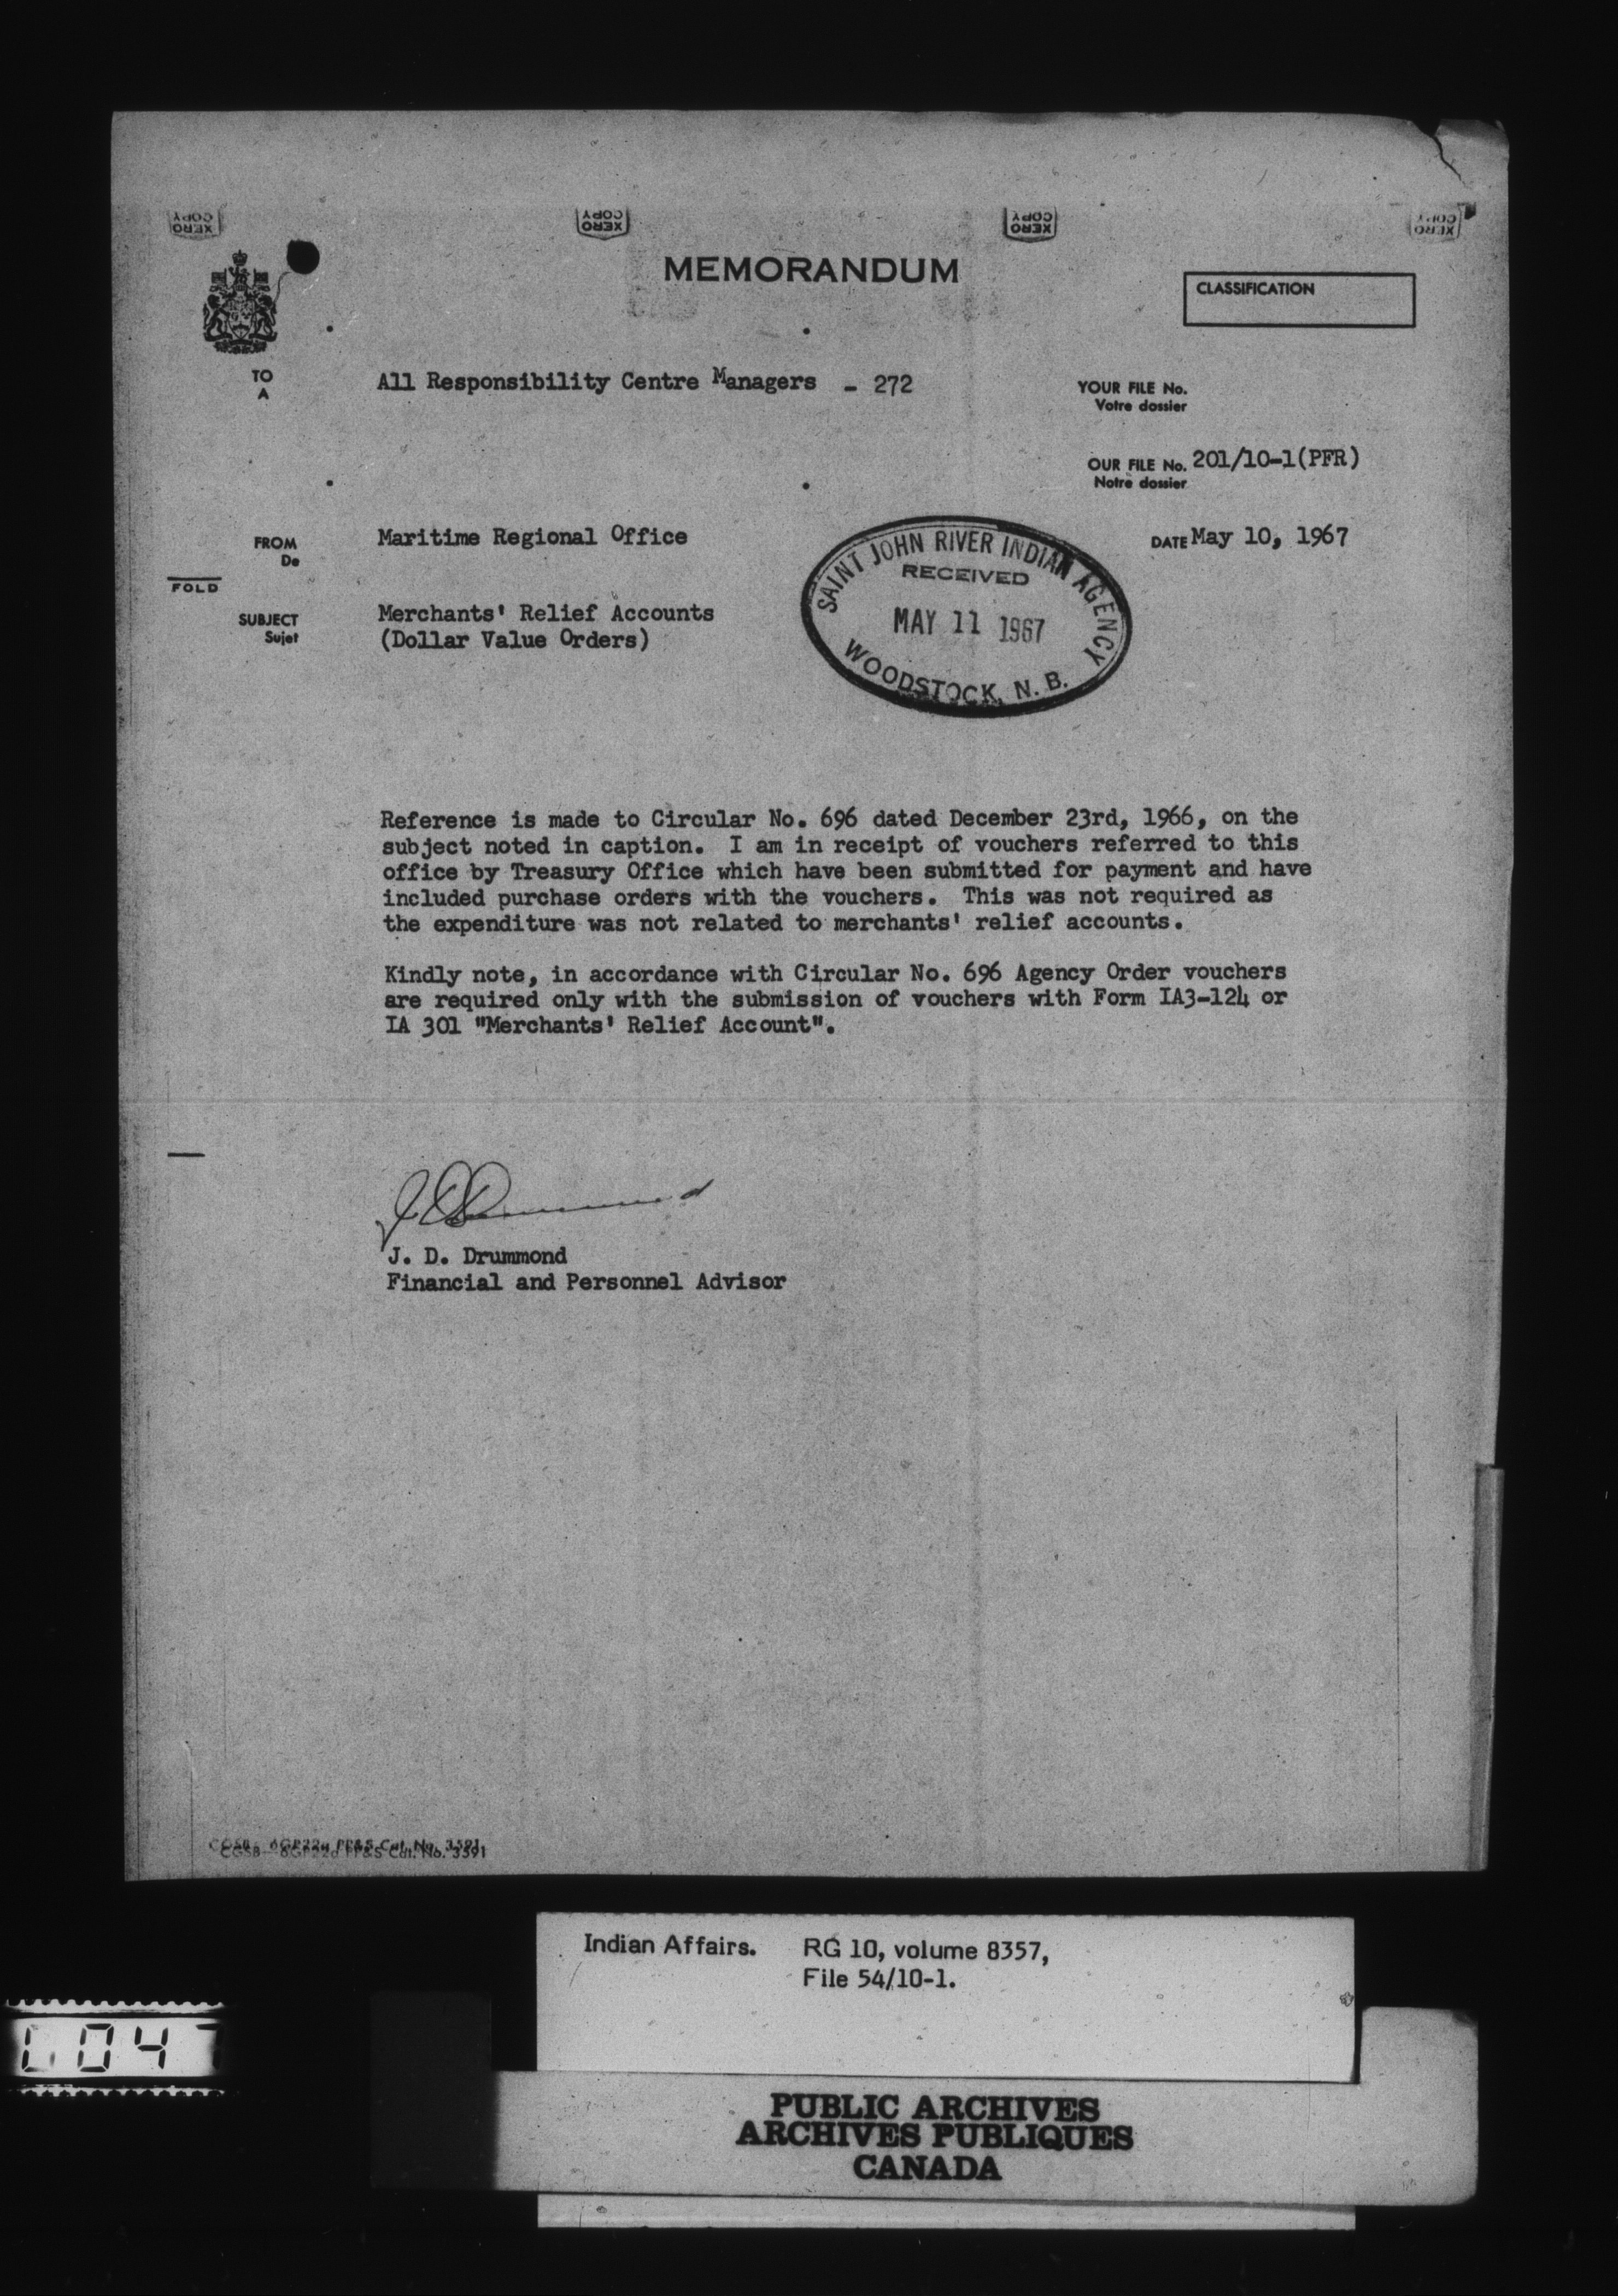 XERO COPY
XERO COPY
XERO COPY
XERO COPY
MEMORANDUM
CLASSIFICATION
TO
A
All Responsibility Centre Managers - 272
YOUR FILE No.
Votre dossier
OUR FILE No. 201/10-1(PFR)
Notre dossier
FROM
De
Maritime Regional Office
DATE May 10, 1967
FOLD
SUBJECT
Sujet
Merchants' Relief Accounts
(Dollar Value Orders)
SAINT JOHN RIVER INDIAN AGENCY
RECEIVED
MAY 11 1967
WOODSTOCK, N. B.
Reference is made to Circular No. 696 dated December 23rd, 1966, on the
subject noted in caption. I am in receipt of vouchers referred to this
office by Treasury Office which have been submitted for payment and have
included purchase orders with the vouchers. This was not required as
the expenditure was not related to merchants' relief accounts.
Kindly note, in accordance with Circular No. 696 Agency Order vouchers
are required only with the submission of vouchers with Form IA3-124 or
IA 301 "Merchants' Relief Account".
J D Drummond
J. D. Drummond
Financial and Personnel Advisor
CGSB-6GP22a PP&S Cat. No. 3591
Indian Affairs. RG 10, volume 8357,
File 54/10-1.
PUBLIC ARCHIVES
ARCHIVES PUBLIQUES
CANADA